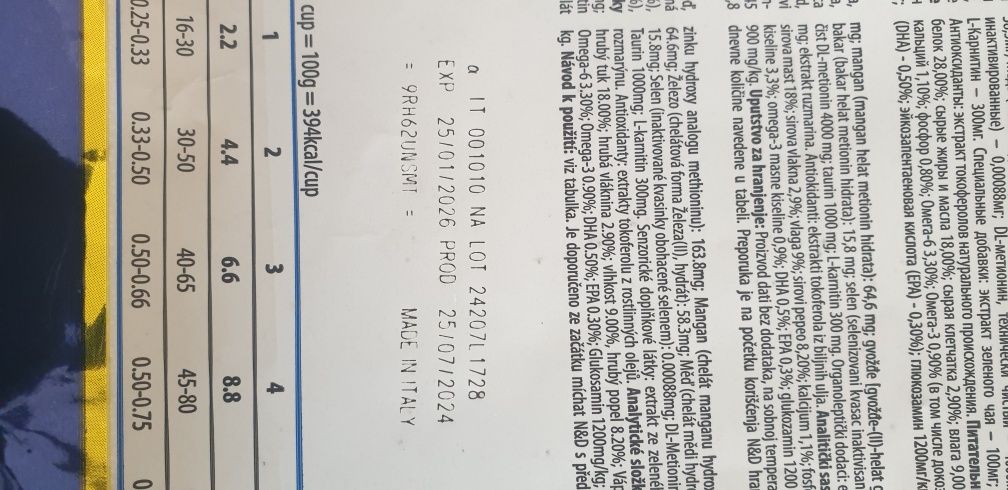 инактивированные) – 0,00088мг; DL-метионин, технически
L-Карнитин – 300мг. Специальные добавки: экстракт зеленого чая – 100мг;
Антиоксиданты: экстракт токоферолов натурального происхождения. Питательн
белок 28,00%; сырые жиры и масла 18,00%; сырая клетчатка 2,90%; влага 9,00
кальций 1,10%; фосфор 0,80%; Омега-6 3,30%; Омега-3 0,90% (в том числе докоз
(DHA) - 0,50%; эйкозапентаеновая кислота (EPA) - 0,30%); глюкозамин 1200мг/к
mg; mangan (mangan helat metionin hidrata): 64,6 mg; gvožđe [gvožđe-(II)-helat g
bakar (bakar helat metionin hidrata): 15,8 mg; selen (selenizovani kvasac inaktivisan
čist DL-metionin 4000 mg; taurin 1000 mg; L-karnitin 300 mg. Organoleptički dodaci: e
mg; ekstrakt ruzmarina. Antioksidanti: ekstrakti tokoferola iz biljnih ulja. Analitički sas
sirova mast 18%; sirova vlakna 2,9%; vlaga 9%; sirovi pepeo 8,20%; kalcijum 1,1%; fosf
kiseline 3,3%; omega-3 masne kiseline 0,9%; DHA 0,5%; EPA 0,3%; glukozamin 1200
900 mg/kg. Uputstvo za hranjenje: Proizvod dati bez dodataka, na sobnoj tempera
dnevne količine navedene u tabeli. Preporuka je na početku korišćenja N&D hra
zinku hydroxy analogu methioninu): 163.8mg; Mangan (chelát manganu hydro
64.6mg; Železo (chelátová forma Železa(II), hydrát): 58.3mg; Měď (chelát mědi hydro
15.8mg; Selen (inaktivované kvasinky obohacené selenem): 0.00088mg; DL-Metionin
Taurin 1000mg; L-karnitin 300mg. Senzorické doplňkové látky: extrakt ze zelenéh
rozmarýnu. Antioxidanty: extrakty tokoferolu z rostlinných olejů. Analytické složk
hrubý tuk 18.00%; hrubá vláknina 2.90%; vlhkost 9.00%, hrubý popel 8.20%; Váp
Omega-6 3.30%; Omega-3 0.90%; DHA 0.50%; EPA 0.30%; Glukosamin 1200mg/kg;
kg. Návod k použití: viz tabulka. Je doporučeno ze začátku míchat N&D s před
α IT 001010 NA LOT 24207L1728
EXP 25/01/2026 PROD 25/07/2024
= 9RH62UNSMT = MADE IN ITALY
cup = 100g = 394kcal/cup
1 2 3 4
2.2 4.4 6.6 8.8
16-30 30-50 40-65 45-80
0.25-0.33 0.33-0.50 0.50-0.66 0.50-0.75